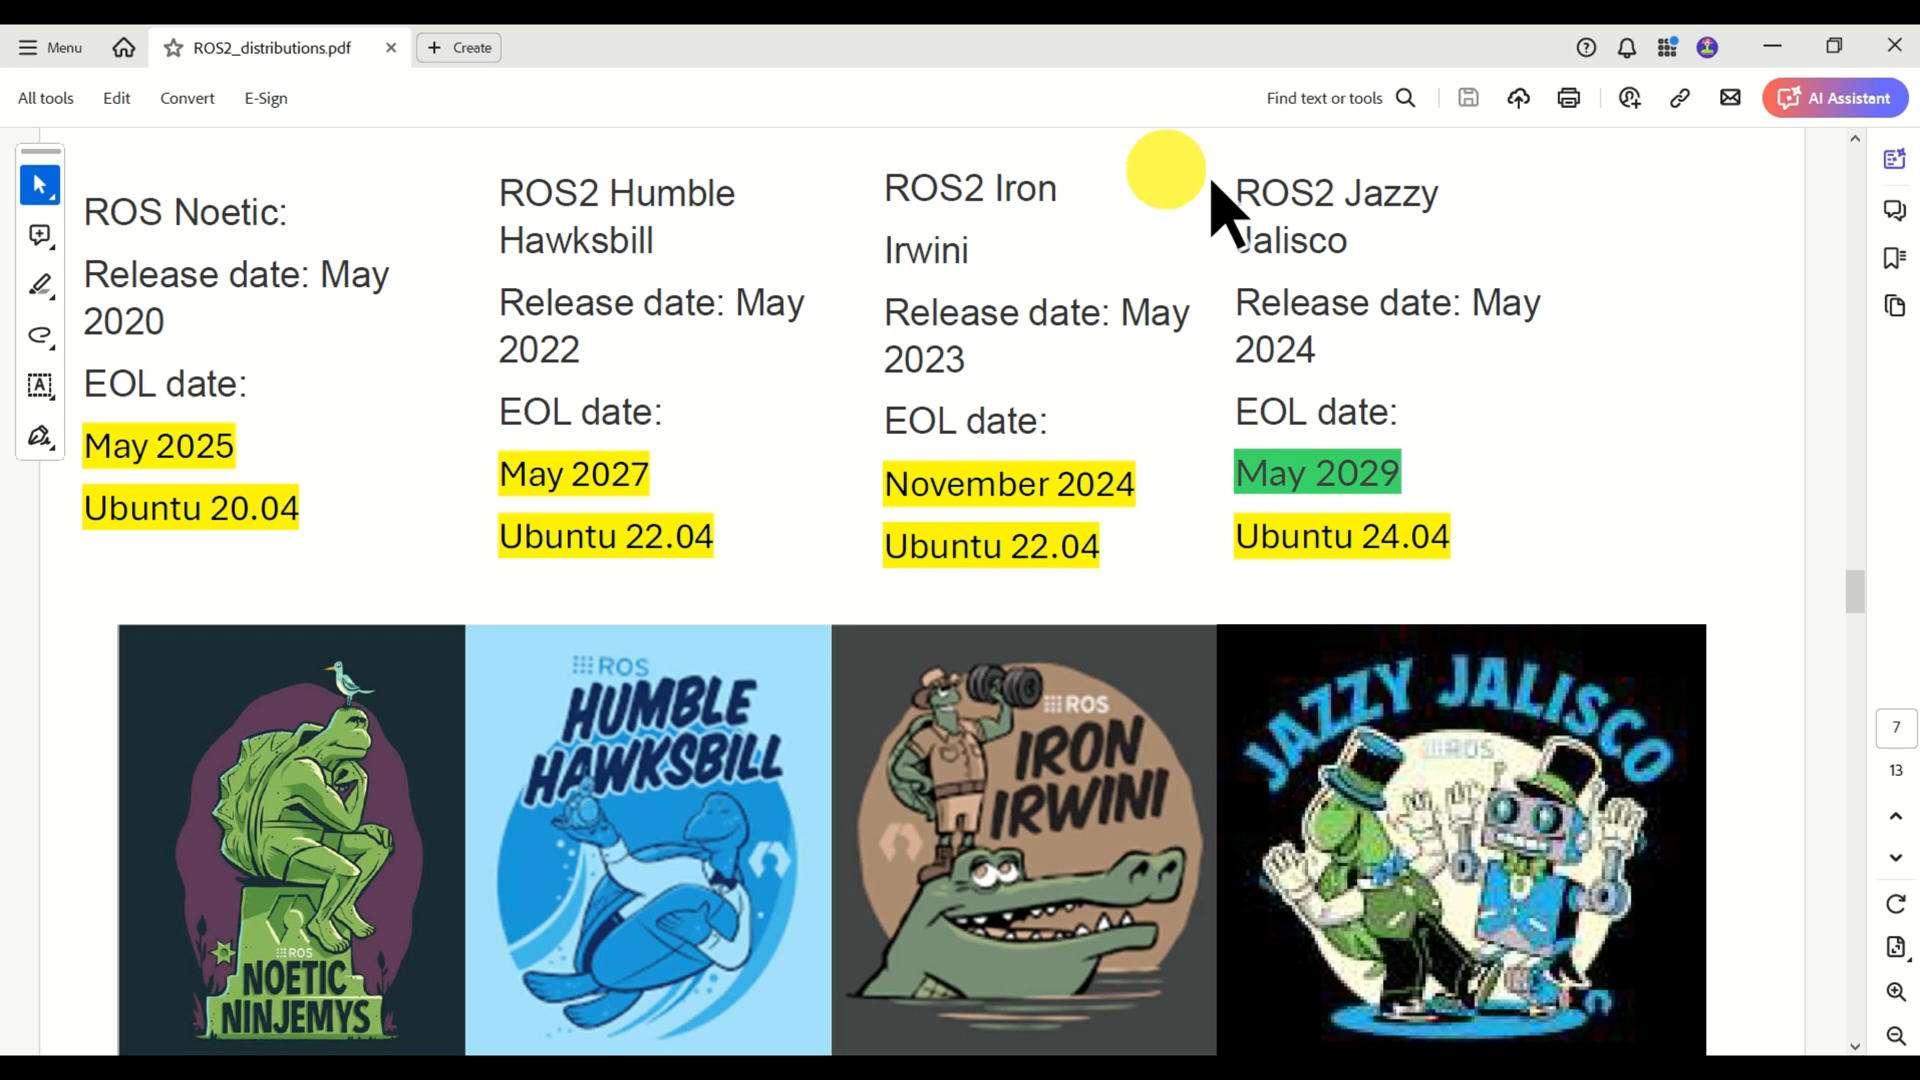 Menu
ROS2_distributions.pdf
Create
All tools
Edit
Convert
E-Sign
Find text or tools
AI Assistant
ROS Noetic:
Release date: May
2020
EOL date:
May 2025
Ubuntu 20.04
ROS2 Humble
Hawksbill
Release date: May
2022
EOL date:
May 2027
Ubuntu 22.04
ROS2 Iron
Irwini
Release date: May
2023
EOL date:
November 2024
Ubuntu 22.04
ROS2 Jazzy
Jalisco
Release date: May
2024
EOL date:
May 2029
Ubuntu 24.04
ROS
NOETIC
NINJEMYS
ROS
HUMBLE
HAWKSBILL
ROS
IRON
IRWINI
JAZZY JALISCO
ROS
7
13